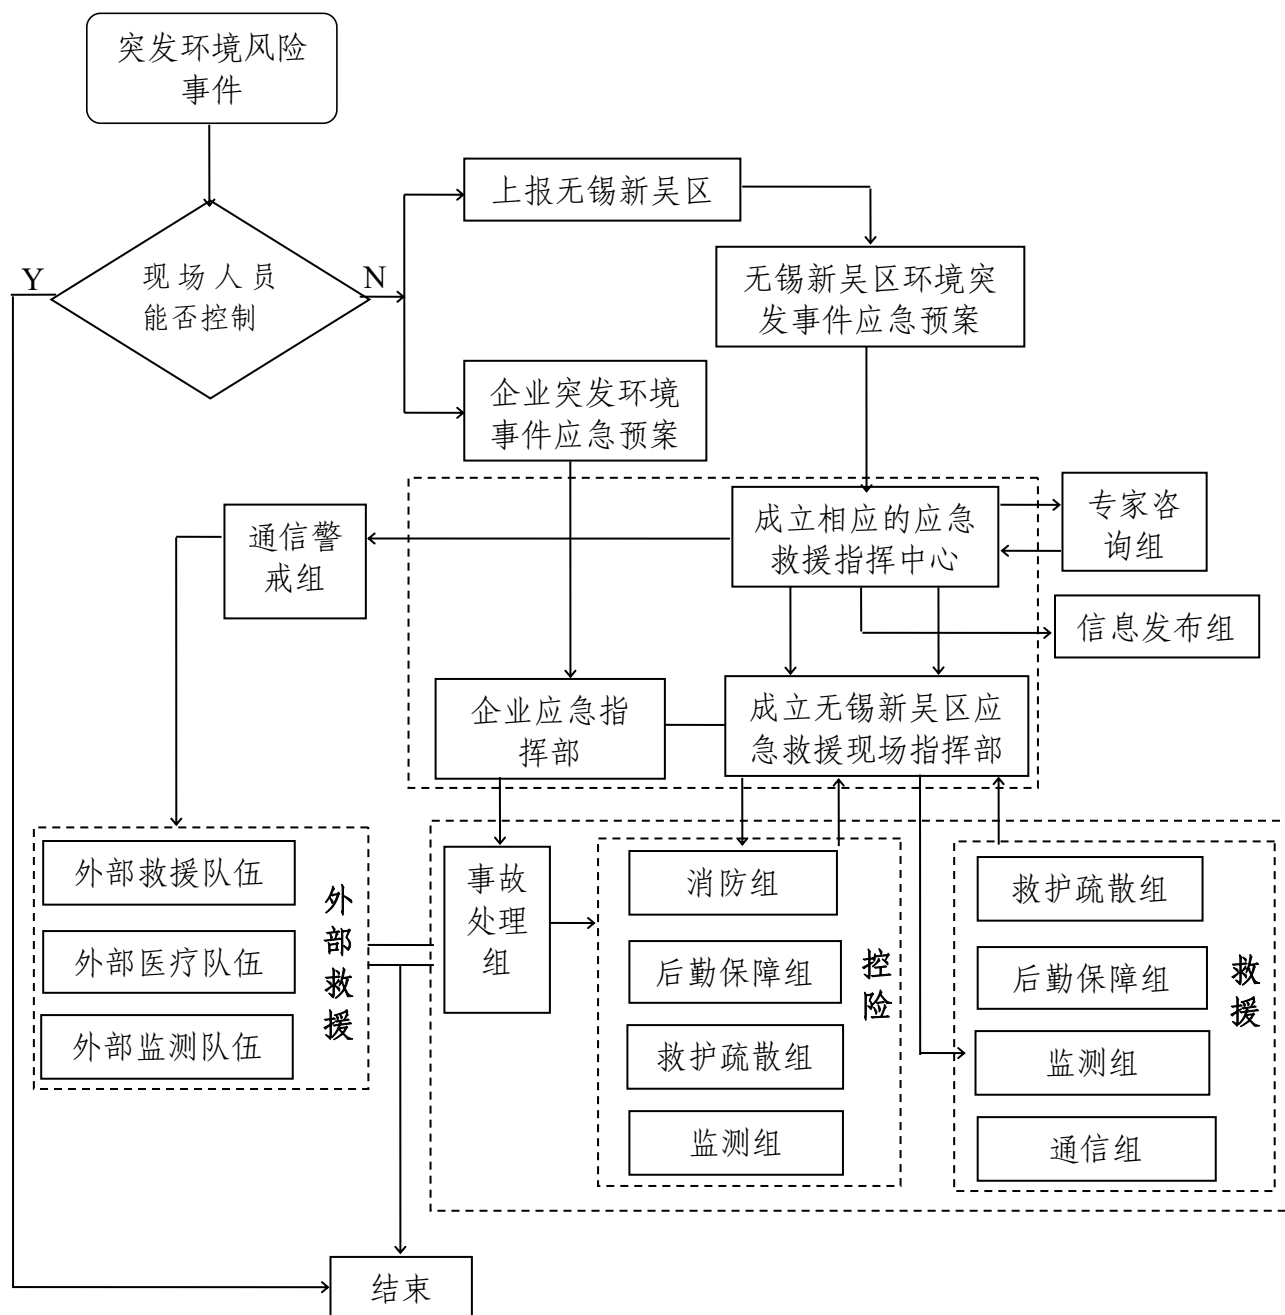 突发环境风险
事件
上报无锡新吴区
Y
现场人员
能否控制
N
无锡新吴区环境突
发事件应急预案
企业突发环境
事件应急预案
通信警
戒组
成立相应的应急
救援指挥中心
专家咨
询组
信息发布组
企业应急指
挥部
成立无锡新吴区应
急救援现场指挥部
外部救援队伍
外部医疗队伍
外部监测队伍
外部救援
事故
处理
组
消防组
后勤保障组
救护疏散组
监测组
控险
救护疏散组
后勤保障组
监测组
通信组
救援
结束